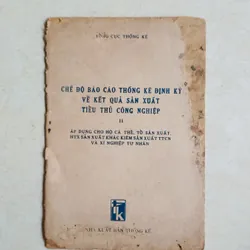 TỔNG CỤC THỐNG KÊ
CHẾ ĐỘ BÁO CÁO THỐNG KÊ ĐỊNH KỲ
VỀ KẾT QUẢ SẢN XUẤT
TIỂU THỦ CÔNG NGHIỆP
II
ÁP DỤNG CHO HỘ CÁ THỂ, TỔ SẢN XUẤT,
HTX SẢN XUẤT KHÁC KIÊM SẢN XUẤT TTCN
VÀ XÍ NGHIỆP TƯ NHÂN
NHÀ XUẤT BẢN THỐNG KÊ